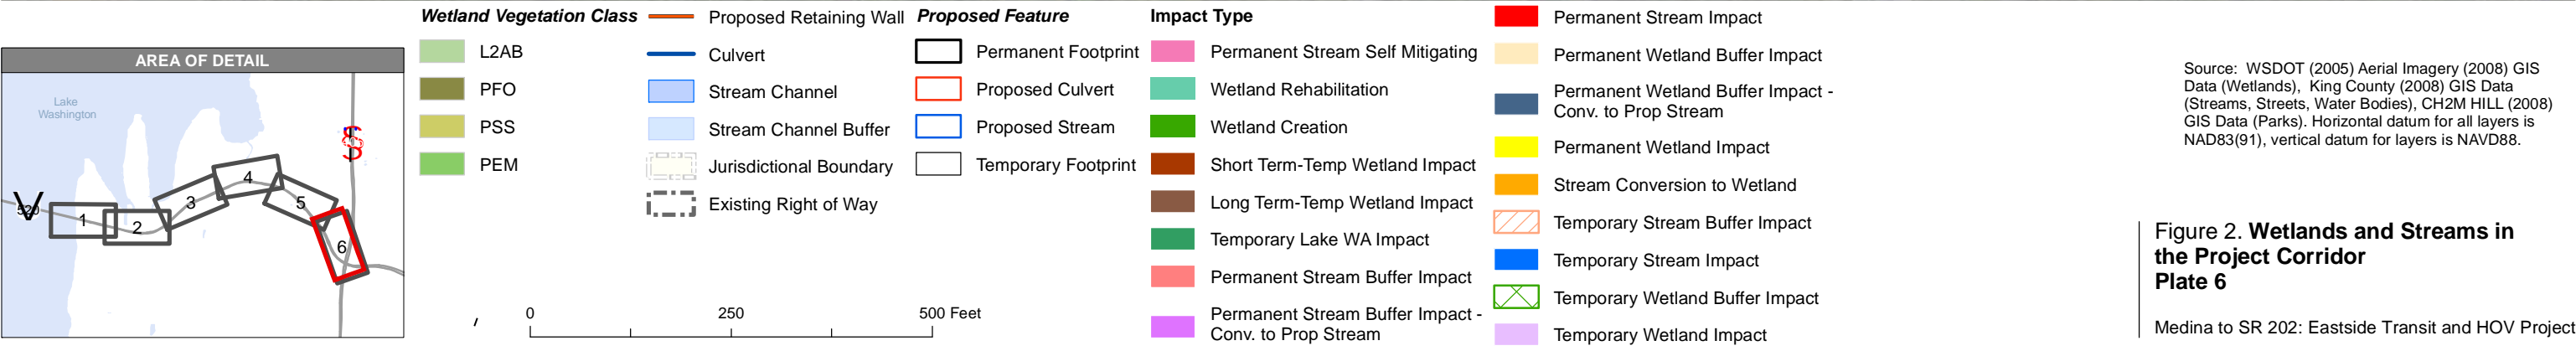 AREA OF DETAIL
Lake
Washington
520
1
2
3
4
5
6
Wetland Vegetation Class
L2AB
PFO
PSS
PEM
Proposed Retaining Wall
Culvert
Stream Channel
Stream Channel Buffer
Jurisdictional Boundary
Existing Right of Way
Proposed Feature
Permanent Footprint
Proposed Culvert
Proposed Stream
Temporary Footprint
0
250
500 Feet
Impact Type
Permanent Stream Self Mitigating
Wetland Rehabilitation
Wetland Creation
Short Term-Temp Wetland Impact
Long Term-Temp Wetland Impact
Temporary Lake WA Impact
Permanent Stream Buffer Impact
Permanent Stream Buffer Impact -
Conv. to Prop Stream
Permanent Stream Impact
Permanent Wetland Buffer Impact
Permanent Wetland Buffer Impact -
Conv. to Prop Stream
Permanent Wetland Impact
Stream Conversion to Wetland
Temporary Stream Buffer Impact
Temporary Stream Impact
Temporary Wetland Buffer Impact
Temporary Wetland Impact
Source:  WSDOT (2005) Aerial Imagery (2008) GIS
Data (Wetlands),  King County (2008) GIS Data
(Streams, Streets, Water Bodies), CH2M HILL (2008)
GIS Data (Parks). Horizontal datum for all layers is
NAD83(91), vertical datum for layers is NAVD88.
Figure 2. Wetlands and Streams in
the Project Corridor
Plate 6
Medina to SR 202: Eastside Transit and HOV Project